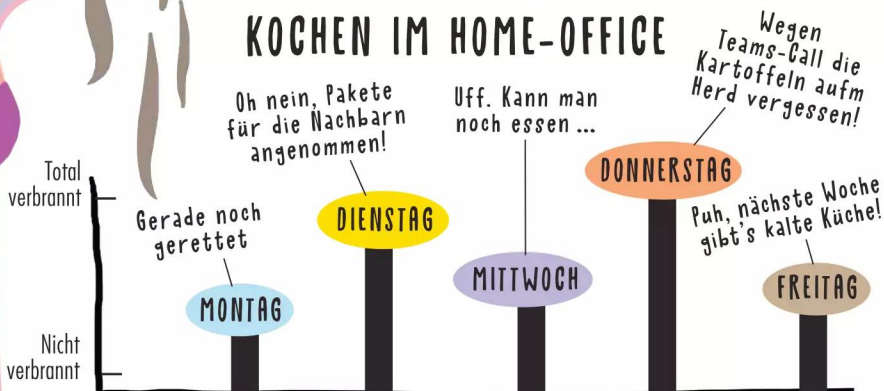 KOCHEN IM HOME-OFFICE
Wegen
Teams-Call die
Kartoffeln aufm
Herd vergessen!
Oh nein, Pakete
für die Nachbarn
angenommen!
Uff. Kann man
noch essen ...
DONNERSTAG
Total
verbrannt
Puh, nächste Woche
gibt's kalte Küche!
Gerade noch
gerettet
DIENSTAG
MITTWOCH
FREITAG
MONTAG
Nicht
verbrannt